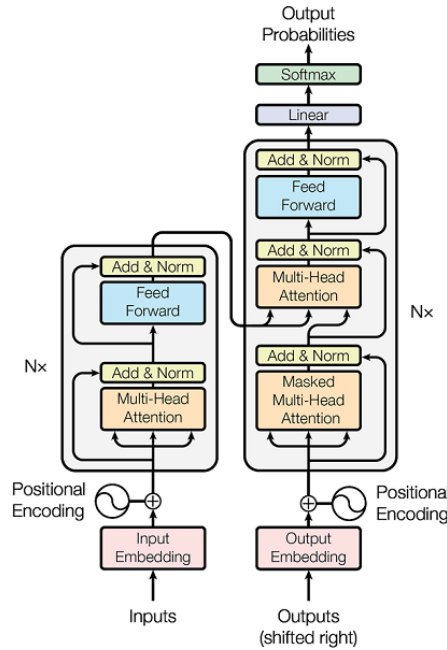 Output
Probabilities
Softmax
Linear
Add & Norm
Feed
Forward
Add & Norm
Multi-Head
Attention
Nx
Add & Norm
Masked
Multi-Head
Attention
Positional
Encoding
Output
Embedding
Outputs
(shifted right)
Add & Norm
Feed
Forward
Nx
Add & Norm
Multi-Head
Attention
Positional
Encoding
Input
Embedding
Inputs